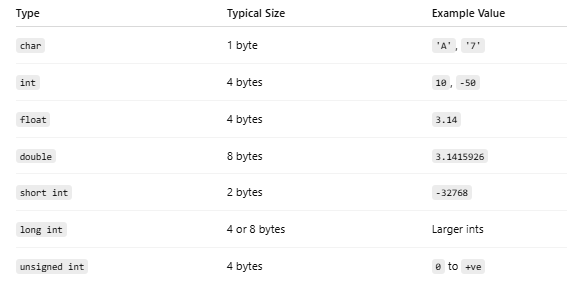 Type Typical Size Example Value
char 1 byte 'A', '7'
int 4 bytes 10, -50
float 4 bytes 3.14
double 8 bytes 3.1415926
short int 2 bytes -32768
long int 4 or 8 bytes Larger ints
unsigned int 4 bytes 0 to +ve